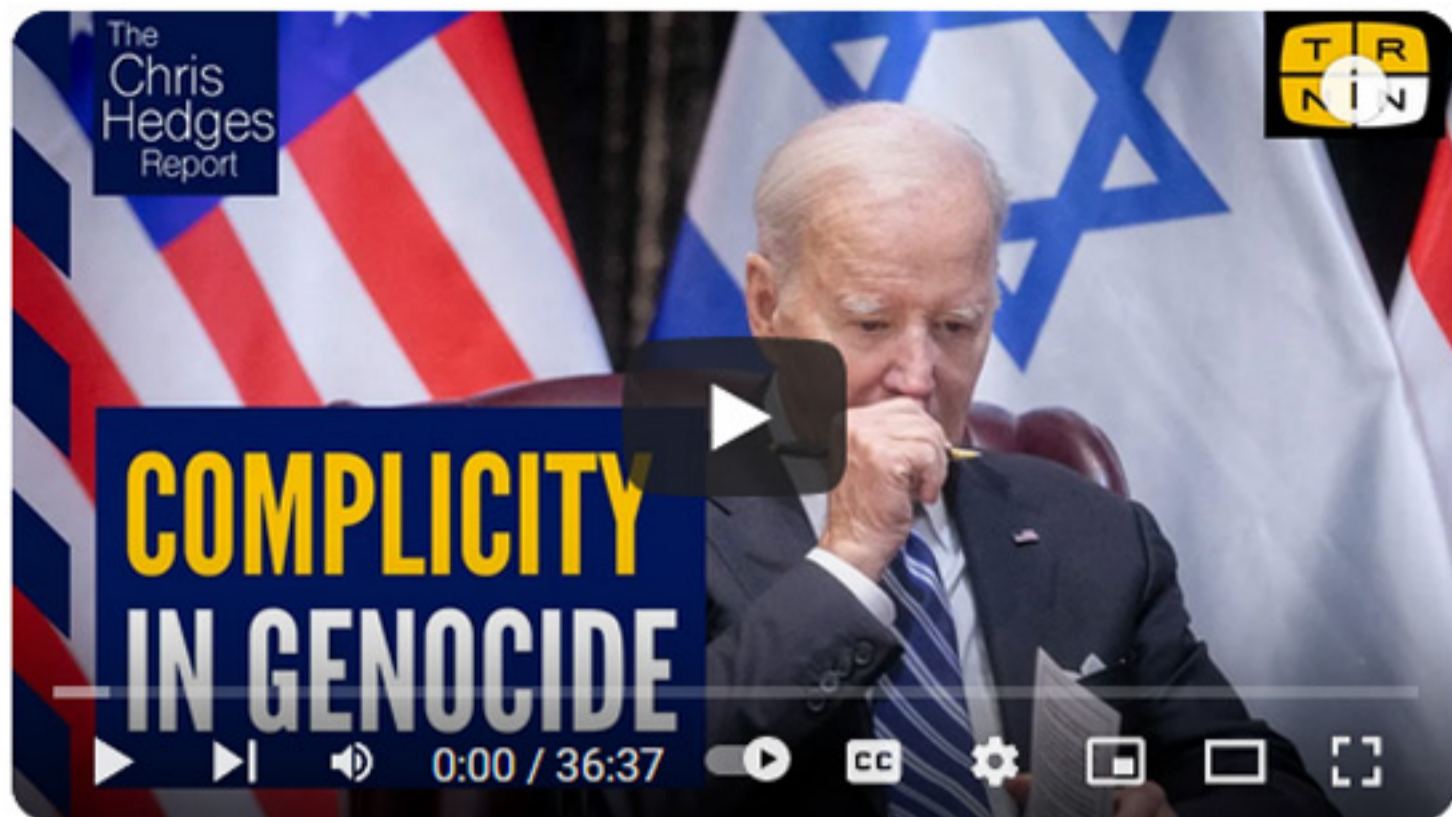 The
Chris
Hedges
Report
T R
N i N
COMPLICITY
IN GENOCIDE
0:00 / 36:37
CC